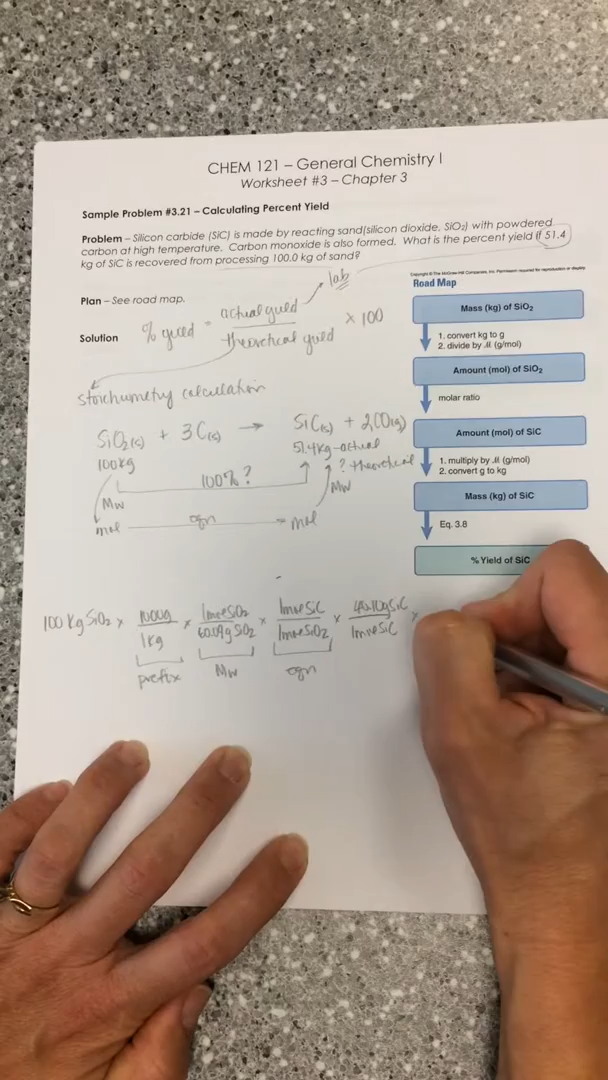 CHEM 121 – General Chemistry I
Worksheet #3 – Chapter 3
Sample Problem #3.21 – Calculating Percent Yield
Problem – Silicon carbide (SiC) is made by reacting sand(silicon dioxide, SiO₂) with powdered
carbon at high temperature. Carbon monoxide is also formed. What is the percent yield if 51.4
kg of SiC is recovered from processing 100.0 kg of sand?
lab
Plan – See road map.
Solution
% yield = actual yield / theoretical yield × 100
stoichiometry calculation
SiO₂(s) + 3C(s) → SiC(s) + 2CO(g)
100kg
51.4kg-actual
100%?
? theoretical
Mw
Mw
mol
eqn
mol
100 kg SiO₂ × 1000g / 1kg × 1mole SiO₂ / 60.09g SiO₂ × 1mole SiC / 1mole SiO₂ × 40.10g SiC / 1mole SiC ×
prefix
Mw
eqn
Road Map
Mass (kg) of SiO₂
1. convert kg to g
2. divide by ℳ (g/mol)
Amount (mol) of SiO₂
molar ratio
Amount (mol) of SiC
1. multiply by ℳ (g/mol)
2. convert g to kg
Mass (kg) of SiC
Eq. 3.8
% Yield of SiC